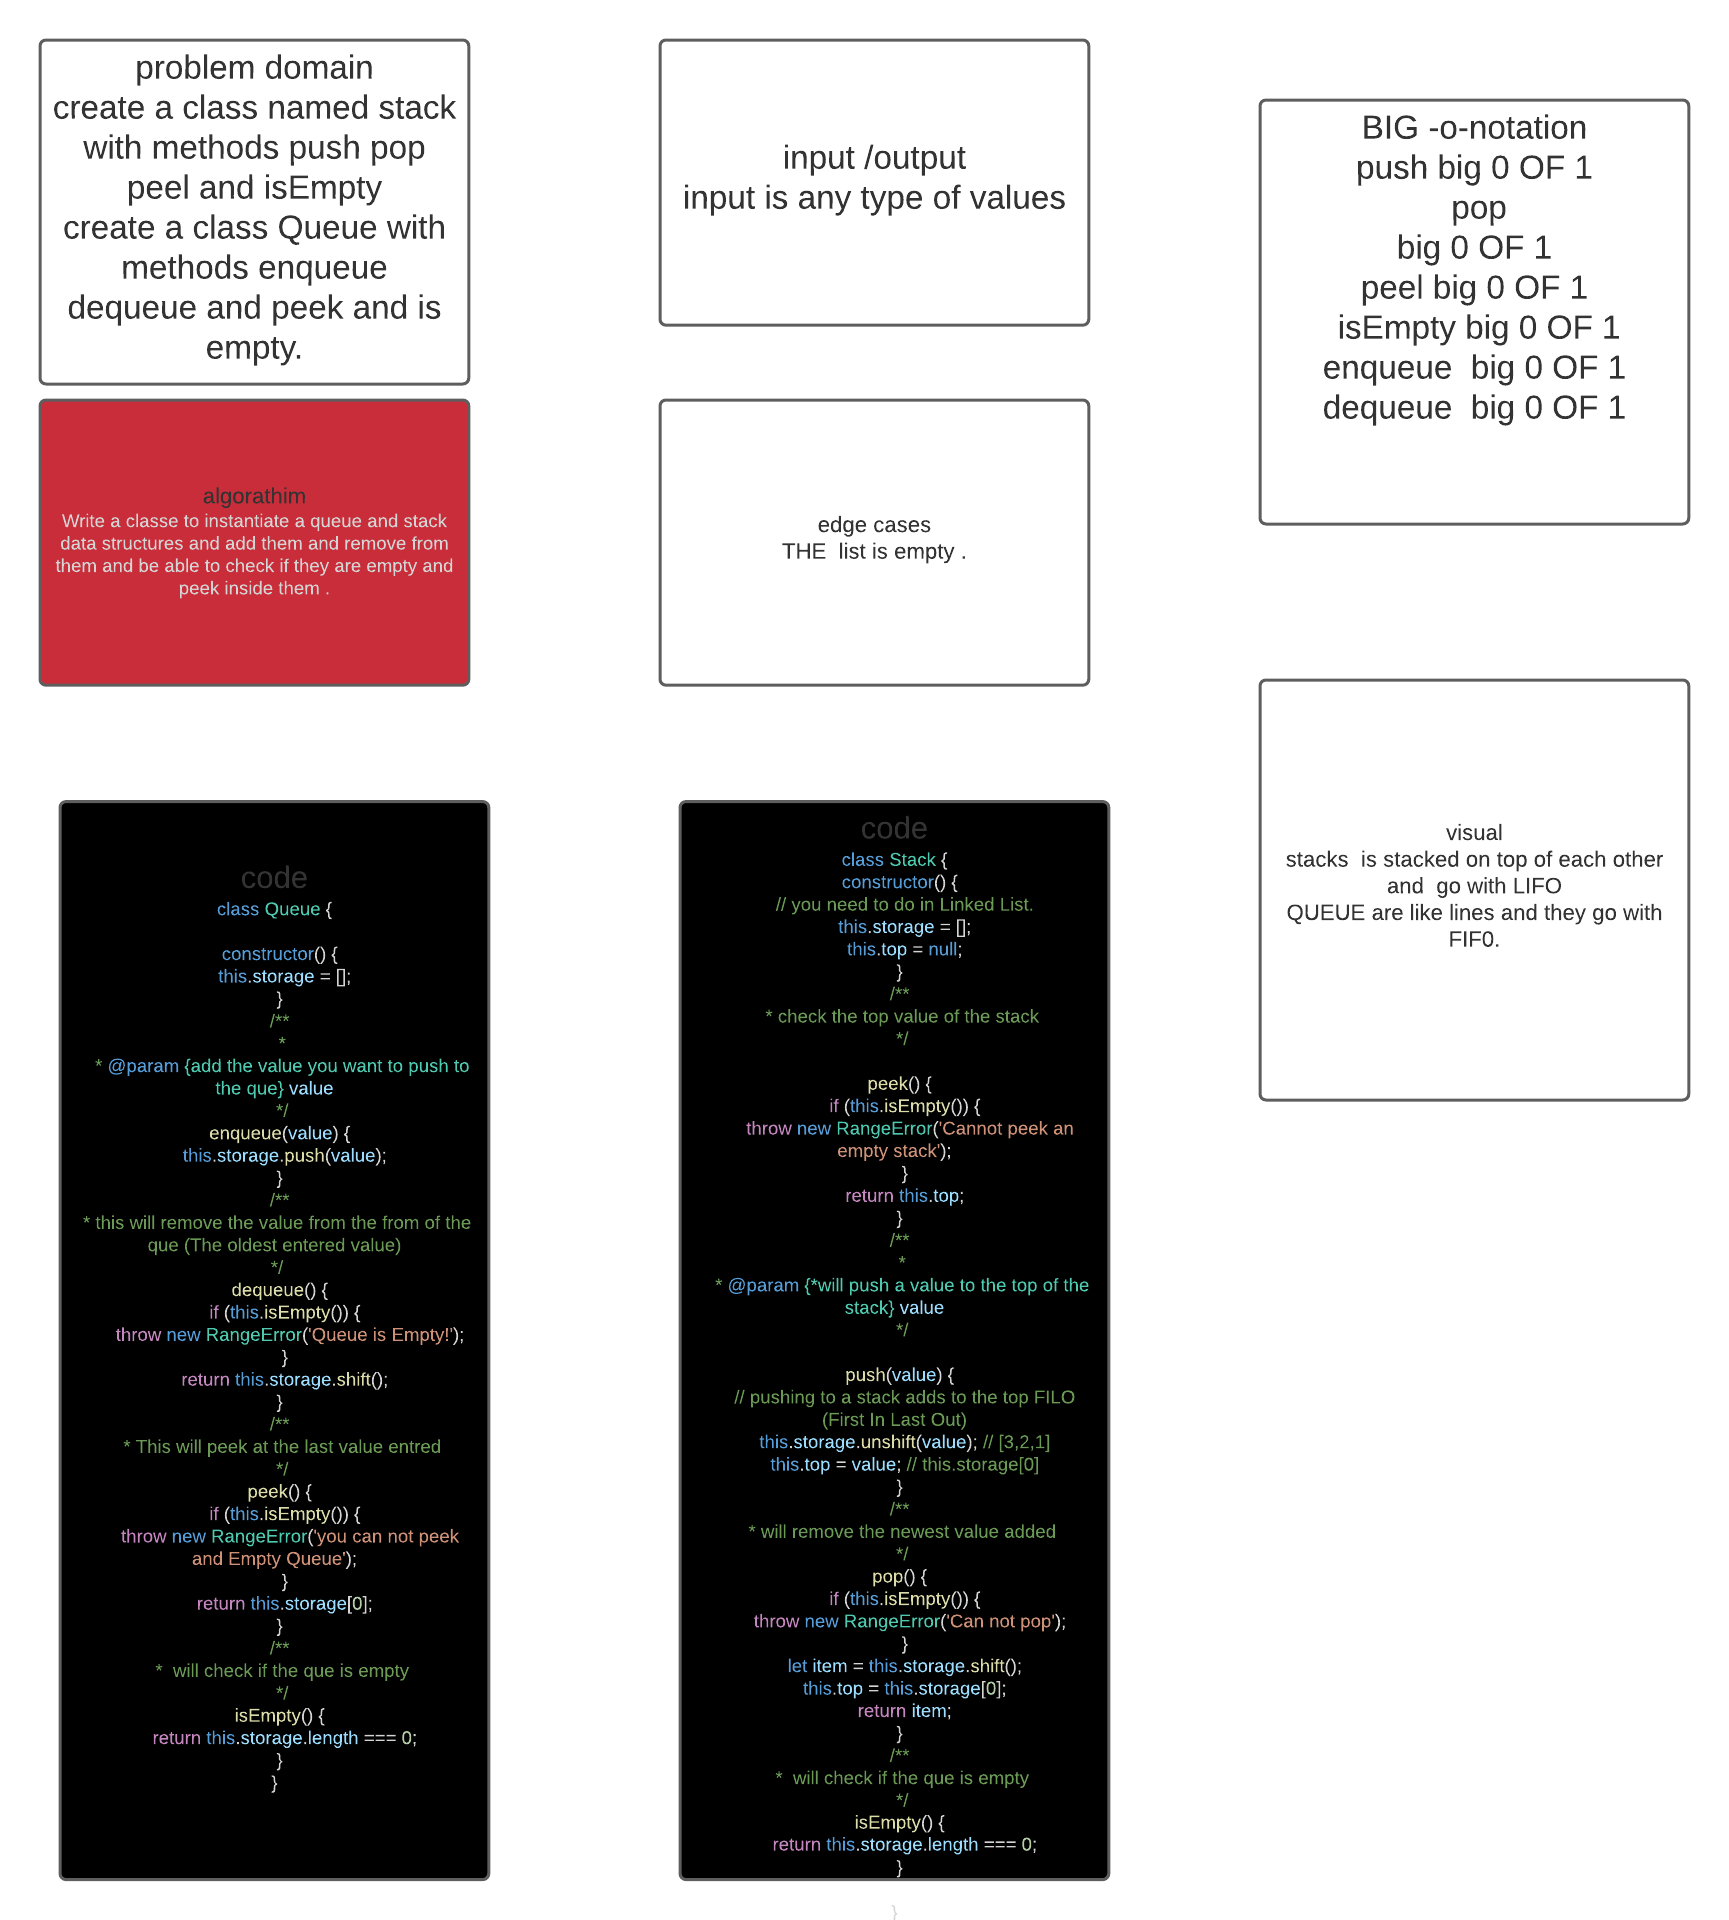 problem domain
create a class named stack
with methods push pop
peel and isEmpty
create a class Queue with
methods enqueue
dequeue and peek and is
empty.
input /output
input is any type of values
BIG -o-notation
push big 0 OF 1
pop
big 0 OF 1
peel big 0 OF 1
isEmpty big 0 OF 1
enqueue  big 0 OF 1
dequeue  big 0 OF 1
algorathim
Write a classe to instantiate a queue and stack
data structures and add them and remove from
them and be able to check if they are empty and
peek inside them .
edge cases
THE  list is empty .
visual
stacks  is stacked on top of each other
and  go with LIFO
QUEUE are like lines and they go with
FIF0.
code
class Queue {
constructor() {
this.storage = [];
}
/**
*
* @param {add the value you want to push to
the que} value
*/
enqueue(value) {
this.storage.push(value);
}
/**
* this will remove the value from the from of the
que (The oldest entered value)
*/
dequeue() {
if (this.isEmpty()) {
throw new RangeError('Queue is Empty!');
}
return this.storage.shift();
}
/**
* This will peek at the last value entred
*/
peek() {
if (this.isEmpty()) {
throw new RangeError('you can not peek
and Empty Queue');
}
return this.storage[0];
}
/**
*  will check if the que is empty
*/
isEmpty() {
return this.storage.length === 0;
}
}
code
class Stack {
constructor() {
// you need to do in Linked List.
this.storage = [];
this.top = null;
}
/**
* check the top value of the stack
*/
peek() {
if (this.isEmpty()) {
throw new RangeError('Cannot peek an
empty stack');
}
return this.top;
}
/**
*
* @param {*will push a value to the top of the
stack} value
*/
push(value) {
// pushing to a stack adds to the top FILO
(First In Last Out)
this.storage.unshift(value); // [3,2,1]
this.top = value; // this.storage[0]
}
/**
* will remove the newest value added
*/
pop() {
if (this.isEmpty()) {
throw new RangeError('Can not pop');
}
let item = this.storage.shift();
this.top = this.storage[0];
return item;
}
/**
*  will check if the que is empty
*/
isEmpty() {
return this.storage.length === 0;
}
}